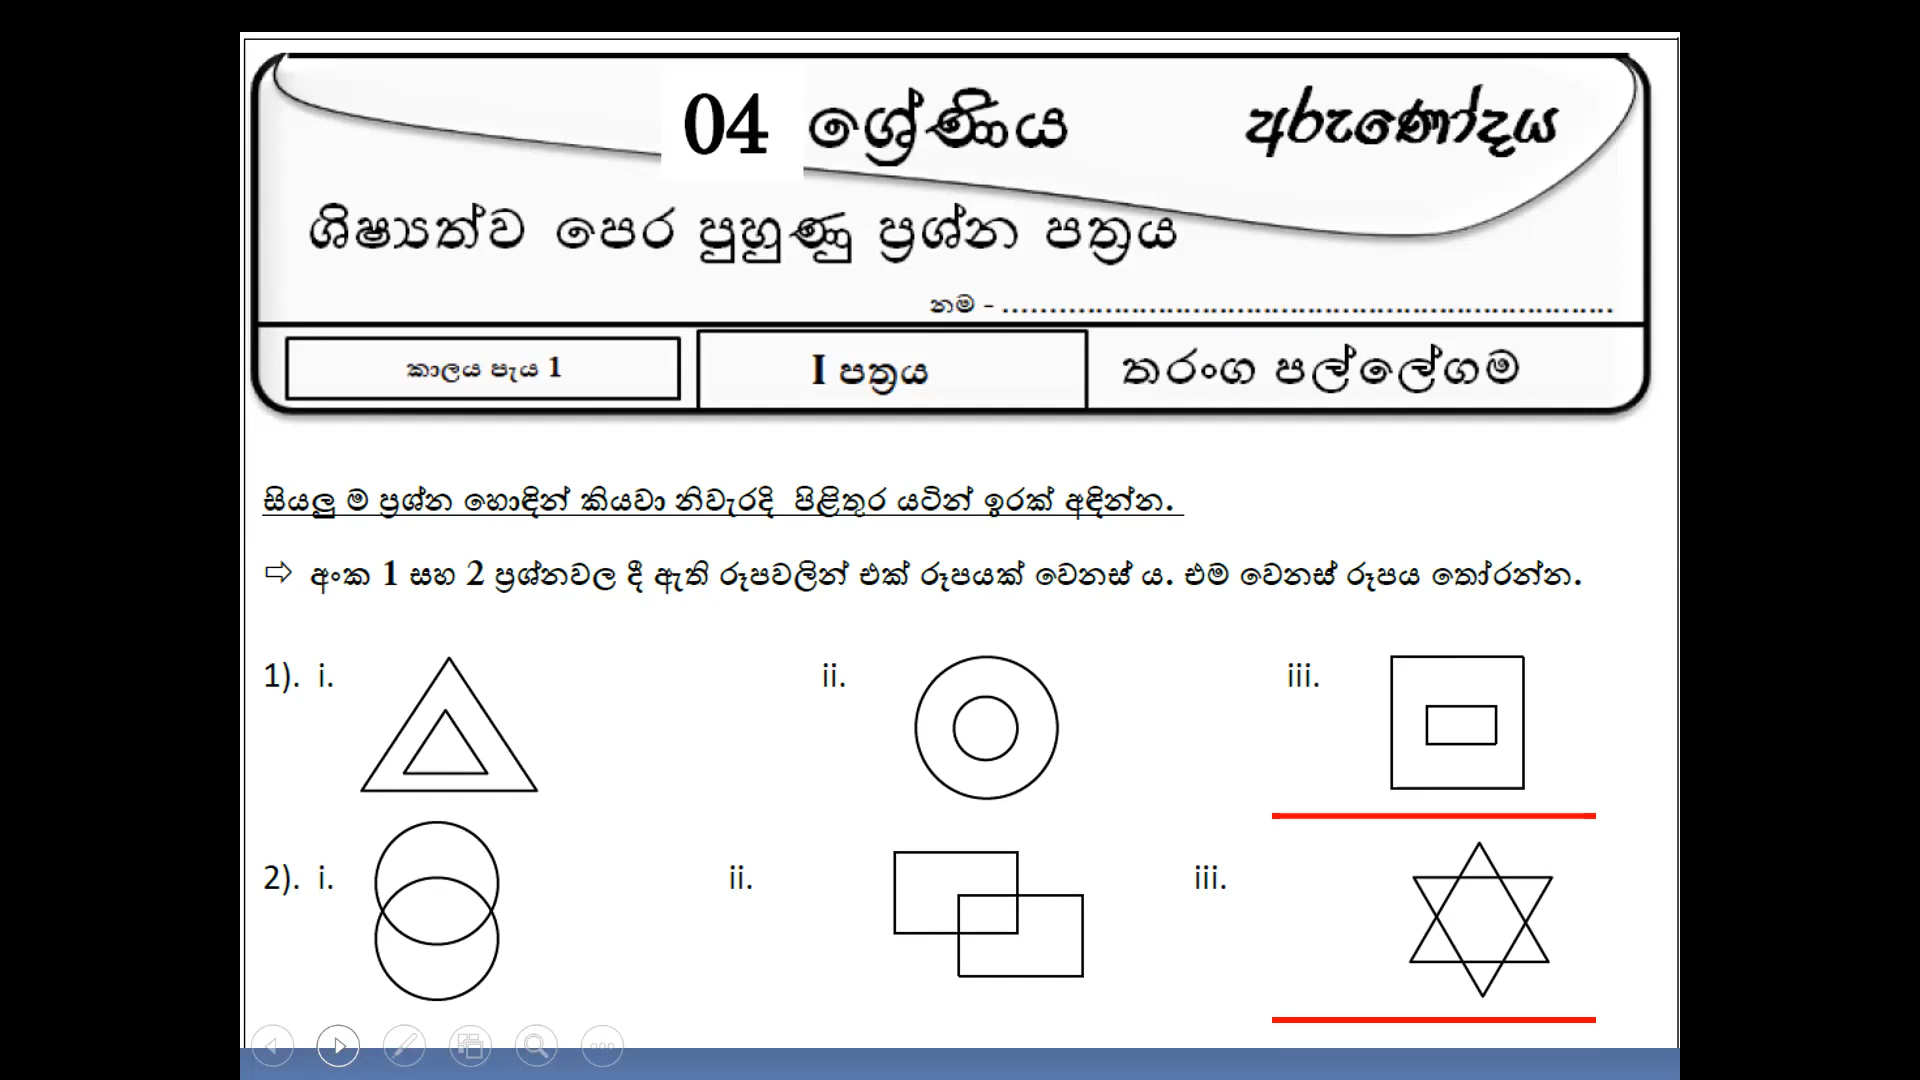 04 ශ්‍රේණිය අරුණෝදය
ශිෂ්‍යත්ව පෙර පුහුණු ප්‍රශ්න පත්‍රය
නම - ..................................................................
කාලය පැය 1 I පත්‍රය තරංග පල්ලේගම
සියලු ම ප්‍රශ්න හොඳින් කියවා නිවැරදි පිළිතුර යටින් ඉරක් අඳින්න.
⇨ අංක 1 සහ 2 ප්‍රශ්නවල දී ඇති රූපවලින් එක් රූපයක් වෙනස් ය. එම වෙනස් රූපය තෝරන්න.
1). i. ii. iii.
2). i. ii. iii.